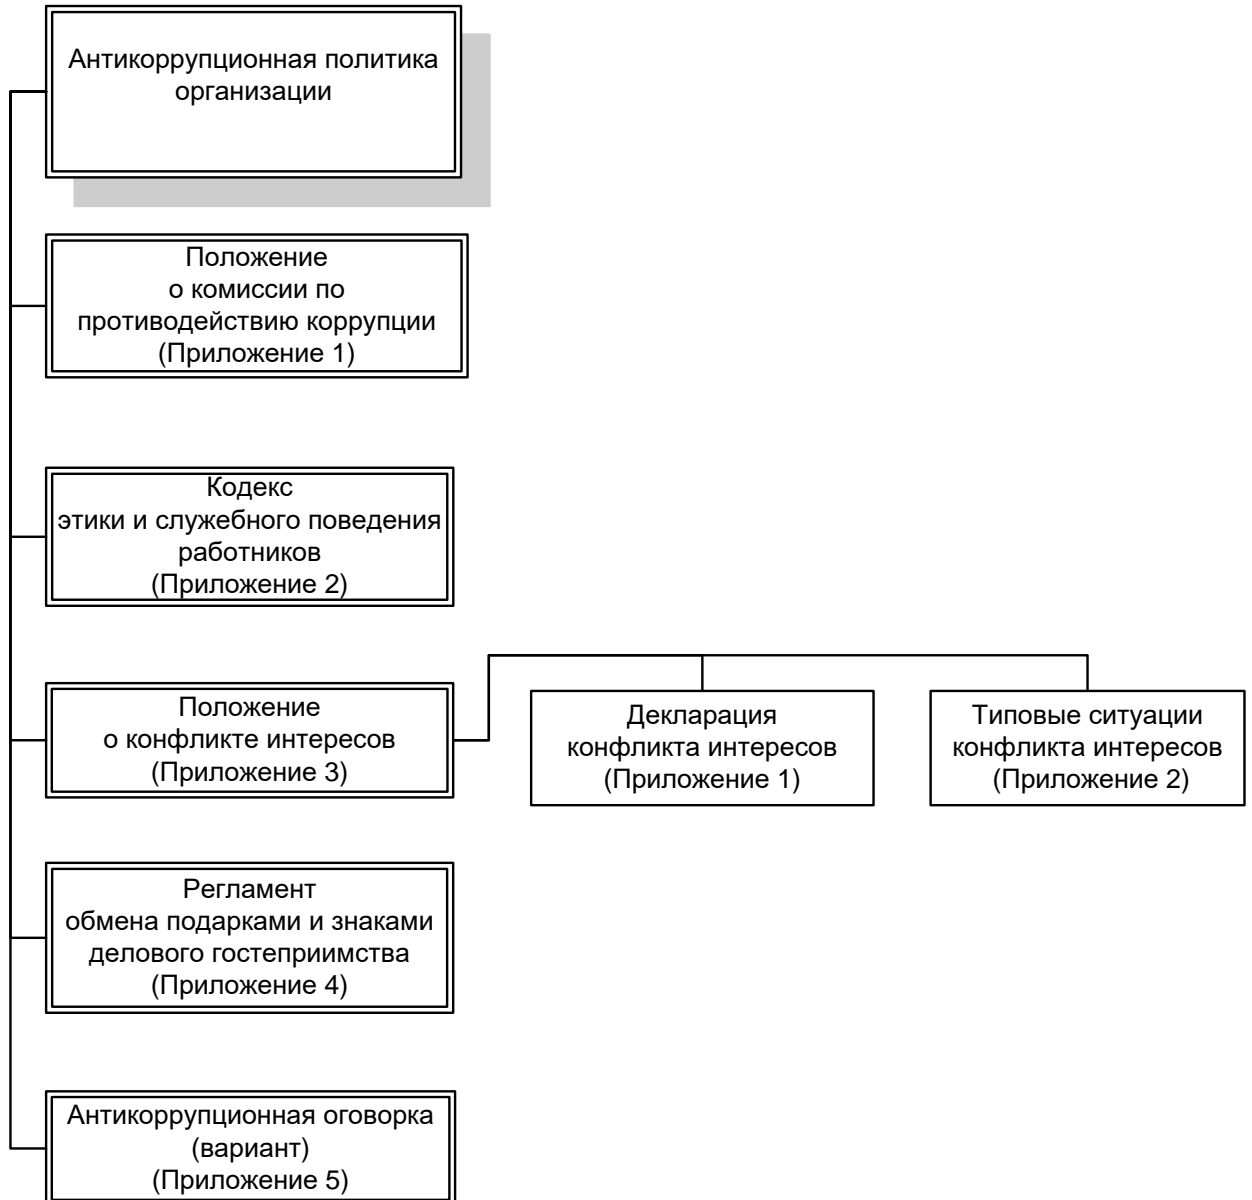 Антикоррупционная политика
организации
Положение
о комиссии по
противодействию коррупции
(Приложение 1)
Кодекс
этики и служебного поведения
работников
(Приложение 2)
Положение
о конфликте интересов
(Приложение 3)
Декларация
конфликта интересов
(Приложение 1)
Типовые ситуации
конфликта интересов
(Приложение 2)
Регламент
обмена подарками и знаками
делового гостеприимства
(Приложение 4)
Антикоррупционная оговорка
(вариант)
(Приложение 5)